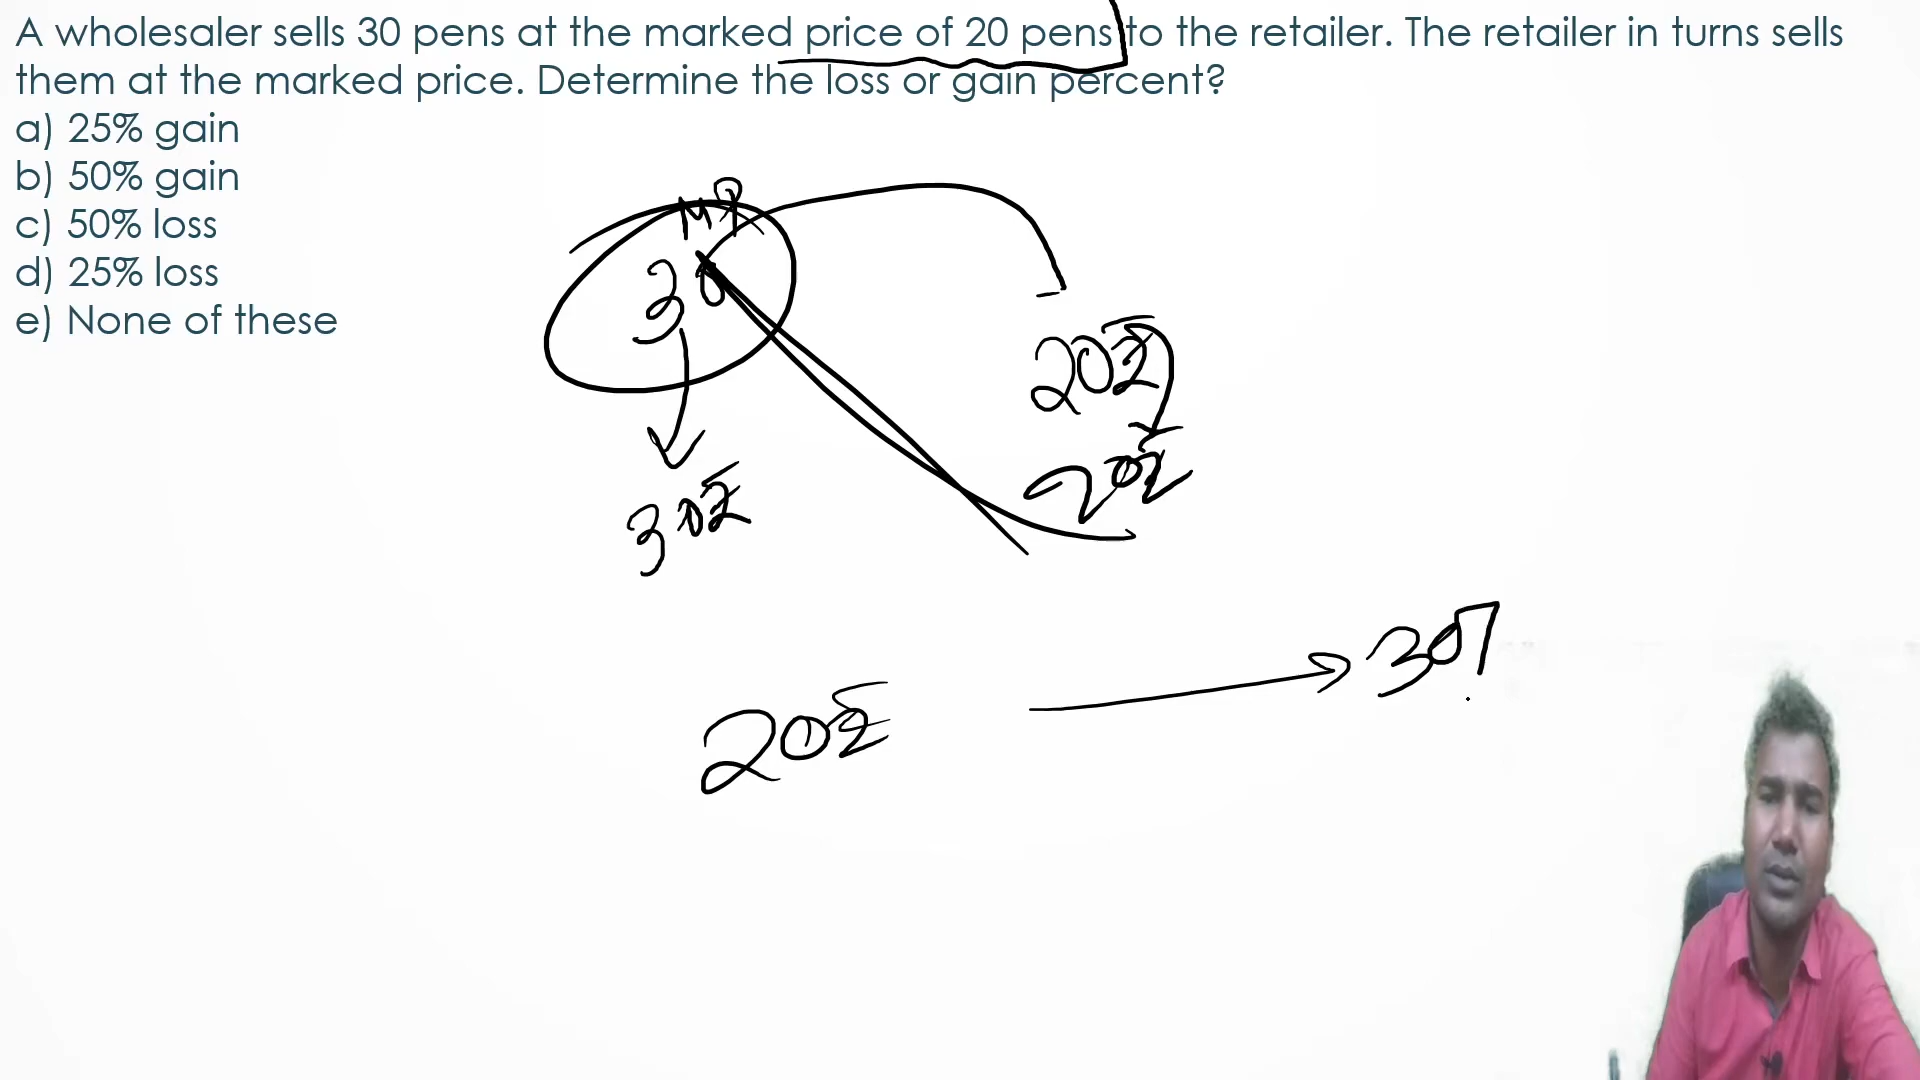 A wholesaler sells 30 pens at the marked price of 20 pens to the retailer. The retailer in turns sells
them at the marked price. Determine the loss or gain percent?
a) 25% gain
b) 50% gain
c) 50% loss
d) 25% loss
e) None of these
MP
30
20₹
30₹
20₹
20₹
30₹